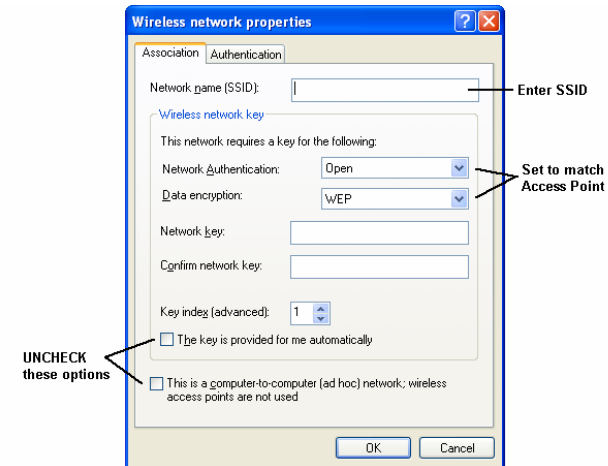 Wireless network properties
Association Authentication
Network name (SSID):
Enter SSID
Wireless network key
This network requires a key for the following:
Network Authentication: Open
Set to match
Access Point
Data encryption: WEP
Network key:
Confirm network key:
Key index (advanced): 1
The key is provided for me automatically
UNCHECK
these options
This is a computer-to-computer (ad hoc) network; wireless
access points are not used
OK Cancel